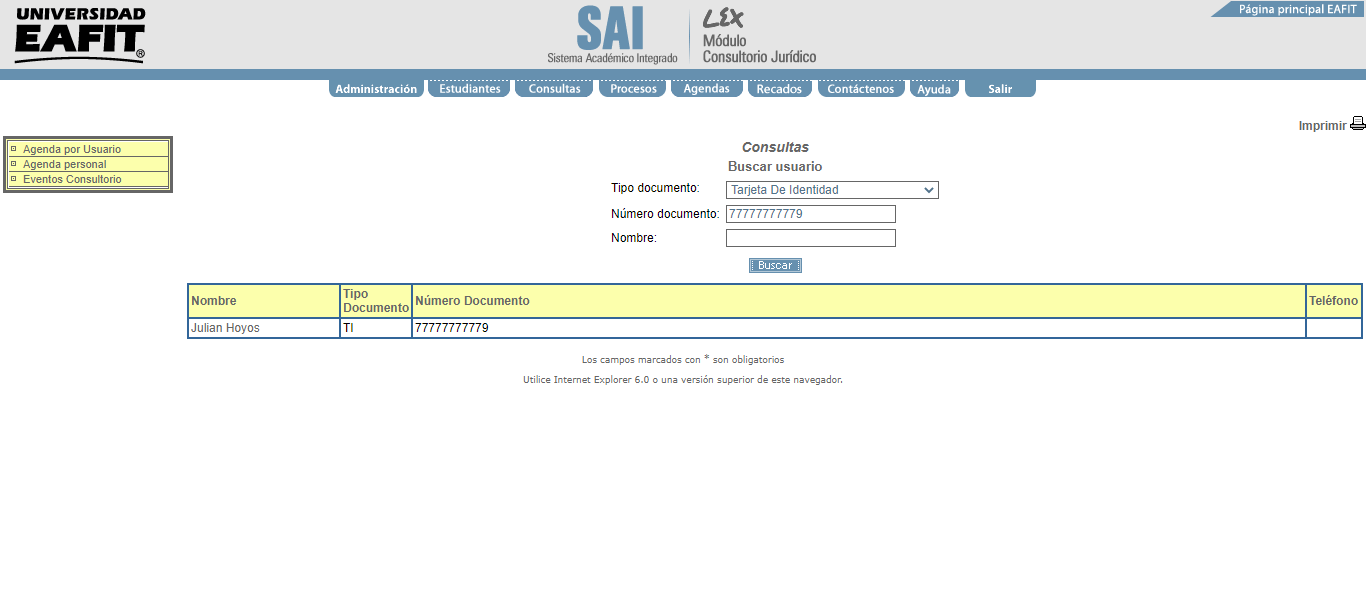 UNIVERSIDAD
EAFIT®
SAI
Sistema Académico Integrado
LEX
Módulo
Consultorio Jurídico
Página principal EAFIT
Administración Estudiantes Consultas Procesos Agendas Recados Contáctenos Ayuda Salir
Imprimir
Agenda por Usuario
Agenda personal
Eventos Consultorio
Consultas
Buscar usuario
Tipo documento: Tarjeta De Identidad
Número documento: 77777777779
Nombre:
Buscar
Nombre Tipo Documento Número Documento Teléfono
Julian Hoyos TI 77777777779
Los campos marcados con * son obligatorios
Utilice Internet Explorer 6.0 o una versión superior de este navegador.